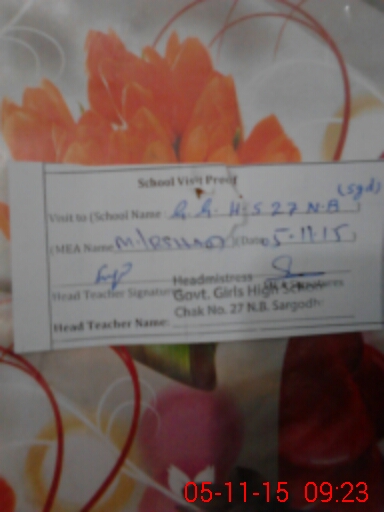 School Visit Proof
Visit to (School Name G.G. H.S 27 N.B (Sgd)
(MEA Name Date 5-11-15
Head Teacher Signature
Headmistress
Govt. Girls High School
Chak No. 27 N.B. Sargodha
Head Teacher Name:
05-11-15 09:23